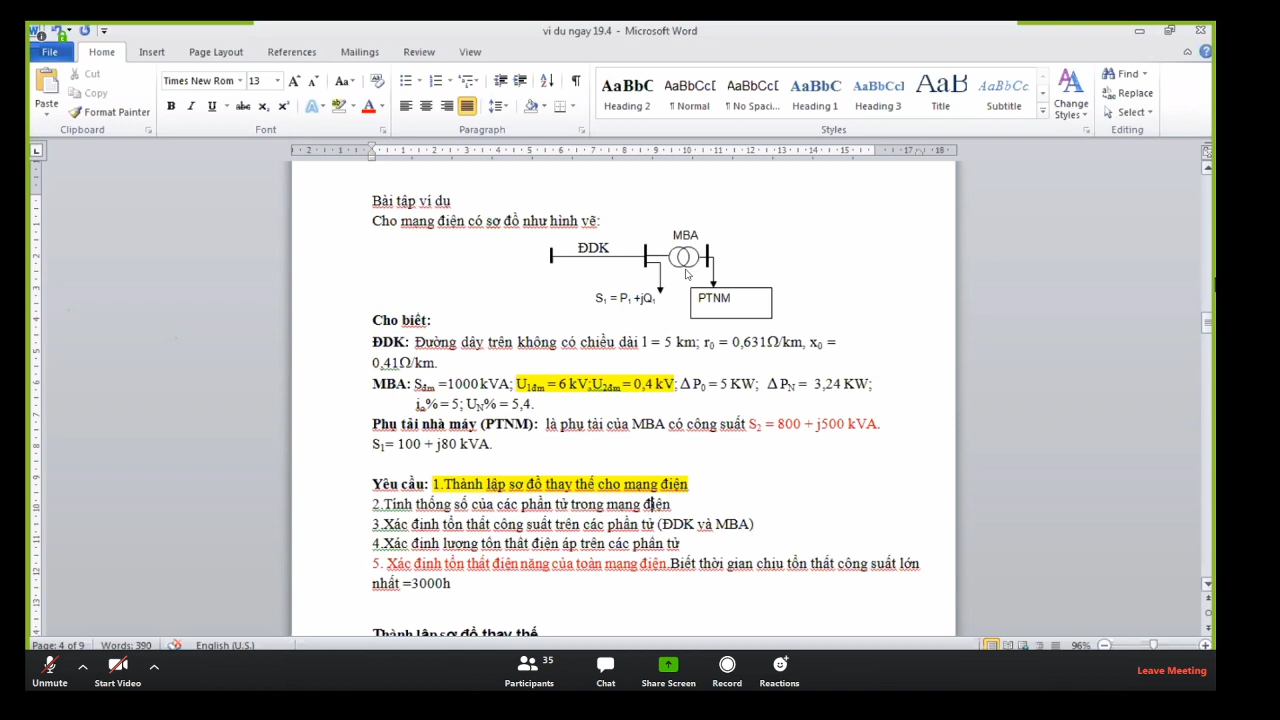 vi du ngay 19.4 - Microsoft Word
File Home Insert Page Layout References Mailings Review View
Paste
Cut
Copy
Format Painter
Clipboard
Times New Rom 13
Font
Paragraph
AaBbC AaBbCcD AaBbCcD AaBbC AaBbCcl AaB AaBbCc
Heading 2 ¶ Normal ¶ No Spaci... Heading 1 Heading 3 Title Subtitle
Styles
Change Styles
Find
Replace
Select
Editing
Bài tập ví dụ
Cho mạng điện có sơ đồ như hình vẽ:
MBA
ĐDK
S1 = P1 +jQ1
PTNM
Cho biết:
ĐDK: Đường dây trên không có chiều dài l = 5 km; r0 = 0,631Ω/km, x0 =
0,41Ω/km.
MBA: Sđm =1000 kVA; U1đm = 6 kV;U2đm = 0,4 kV; Δ P0 = 5 KW; Δ PN = 3,24 KW;
io% = 5; UN% = 5,4.
Phụ tải nhà máy (PTNM): là phụ tải của MBA có công suất S2 = 800 + j500 kVA.
S1= 100 + j80 kVA.
Yêu cầu: 1.Thành lập sơ đồ thay thế cho mạng điện
2.Tính thống số của các phần tử trong mạng điện
3.Xác định tổn thất công suất trên các phần tử (ĐDK và MBA)
4.Xác định lượng tổn thât điện áp trên các phần tử
5. Xác định tổn thất điện năng của toàn mạng điện.Biết thời gian chịu tổn thất công suất lớn
nhất =3000h
Thành lập sơ đồ thay thế
Page: 4 of 9 Words: 390 English (U.S.) 96%
Unmute Start Video 35 Participants Chat Share Screen Record Reactions Leave Meeting